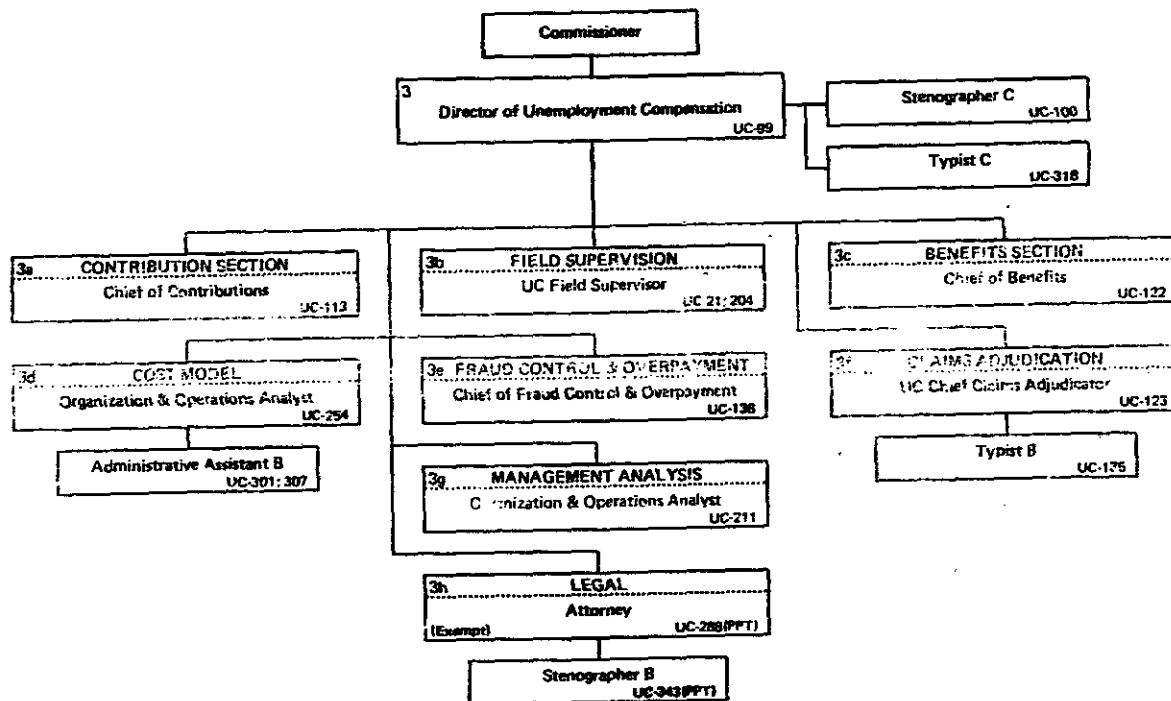 Commissioner
3
Director of Unemployment Compensation
UC-99
Stenographer C
UC-100
Typist C
UC-318
3a CONTRIBUTION SECTION
Chief of Contributions
UC-113
3b FIELD SUPERVISION
UC Field Supervisor
UC 21; 204
3c BENEFITS SECTION
Chief of Benefits
UC-122
3d COST MODEL
Organization & Operations Analyst
UC-254
Administrative Assistant B
UC-301; 307
3e FRAUD CONTROL & OVERPAYMENT
Chief of Fraud Control & Overpayment
UC-136
3f CLAIMS ADJUDICATION
UC Chief Claims Adjudicator
UC-123
Typist B
UC-175
3g MANAGEMENT ANALYSIS
& Operations Analyst
UC-211
3h LEGAL
Attorney
(Exempt) UC-288(PPT)
Stenographer B
UC-343(PPT)